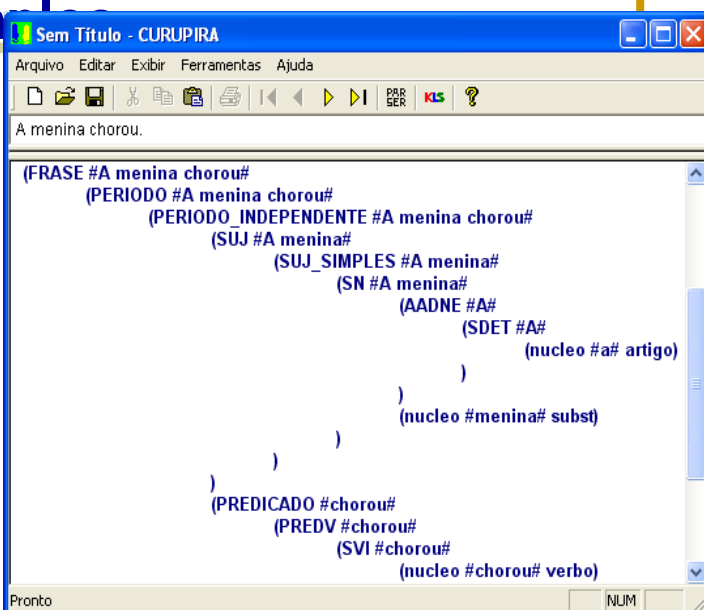 Sem Título - CURUPIRA
Arquivo Editar Exibir Ferramentas Ajuda
PAR SER KLS ?
A menina chorou.
(FRASE #A menina chorou#
(PERIODO #A menina chorou#
(PERIODO_INDEPENDENTE #A menina chorou#
(SUJ #A menina#
(SUJ_SIMPLES #A menina#
(SN #A menina#
(AADNE #A#
(SDET #A#
(nucleo #a# artigo)
)
)
(nucleo #menina# subst)
)
)
)
(PREDICADO #chorou#
(PREDV #chorou#
(SVI #chorou#
(nucleo #chorou# verbo)
Pronto NUM